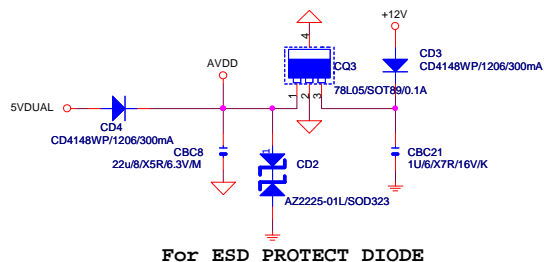 +12V
4
CD3
CD4148WP/1206/300mA
AVDD
CQ3
78L05/SOT89/0.1A
1
2
3
5VDUAL
CD4
CD4148WP/1206/300mA
CBC8
22u/8/X5R/6.3V/M
1
CD2
AZ2225-01L/SOD323
CBC21
1U/6/X7R/16V/K
For ESD PROTECT DIODE